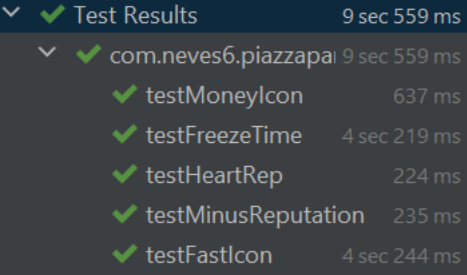 Test Results 9 sec 559 ms
com.neves6.piazzapa 9 sec 559 ms
testMoneyIcon 637 ms
testFreezeTime 4 sec 219 ms
testHeartRep 224 ms
testMinusReputation 235 ms
testFastIcon 4 sec 244 ms